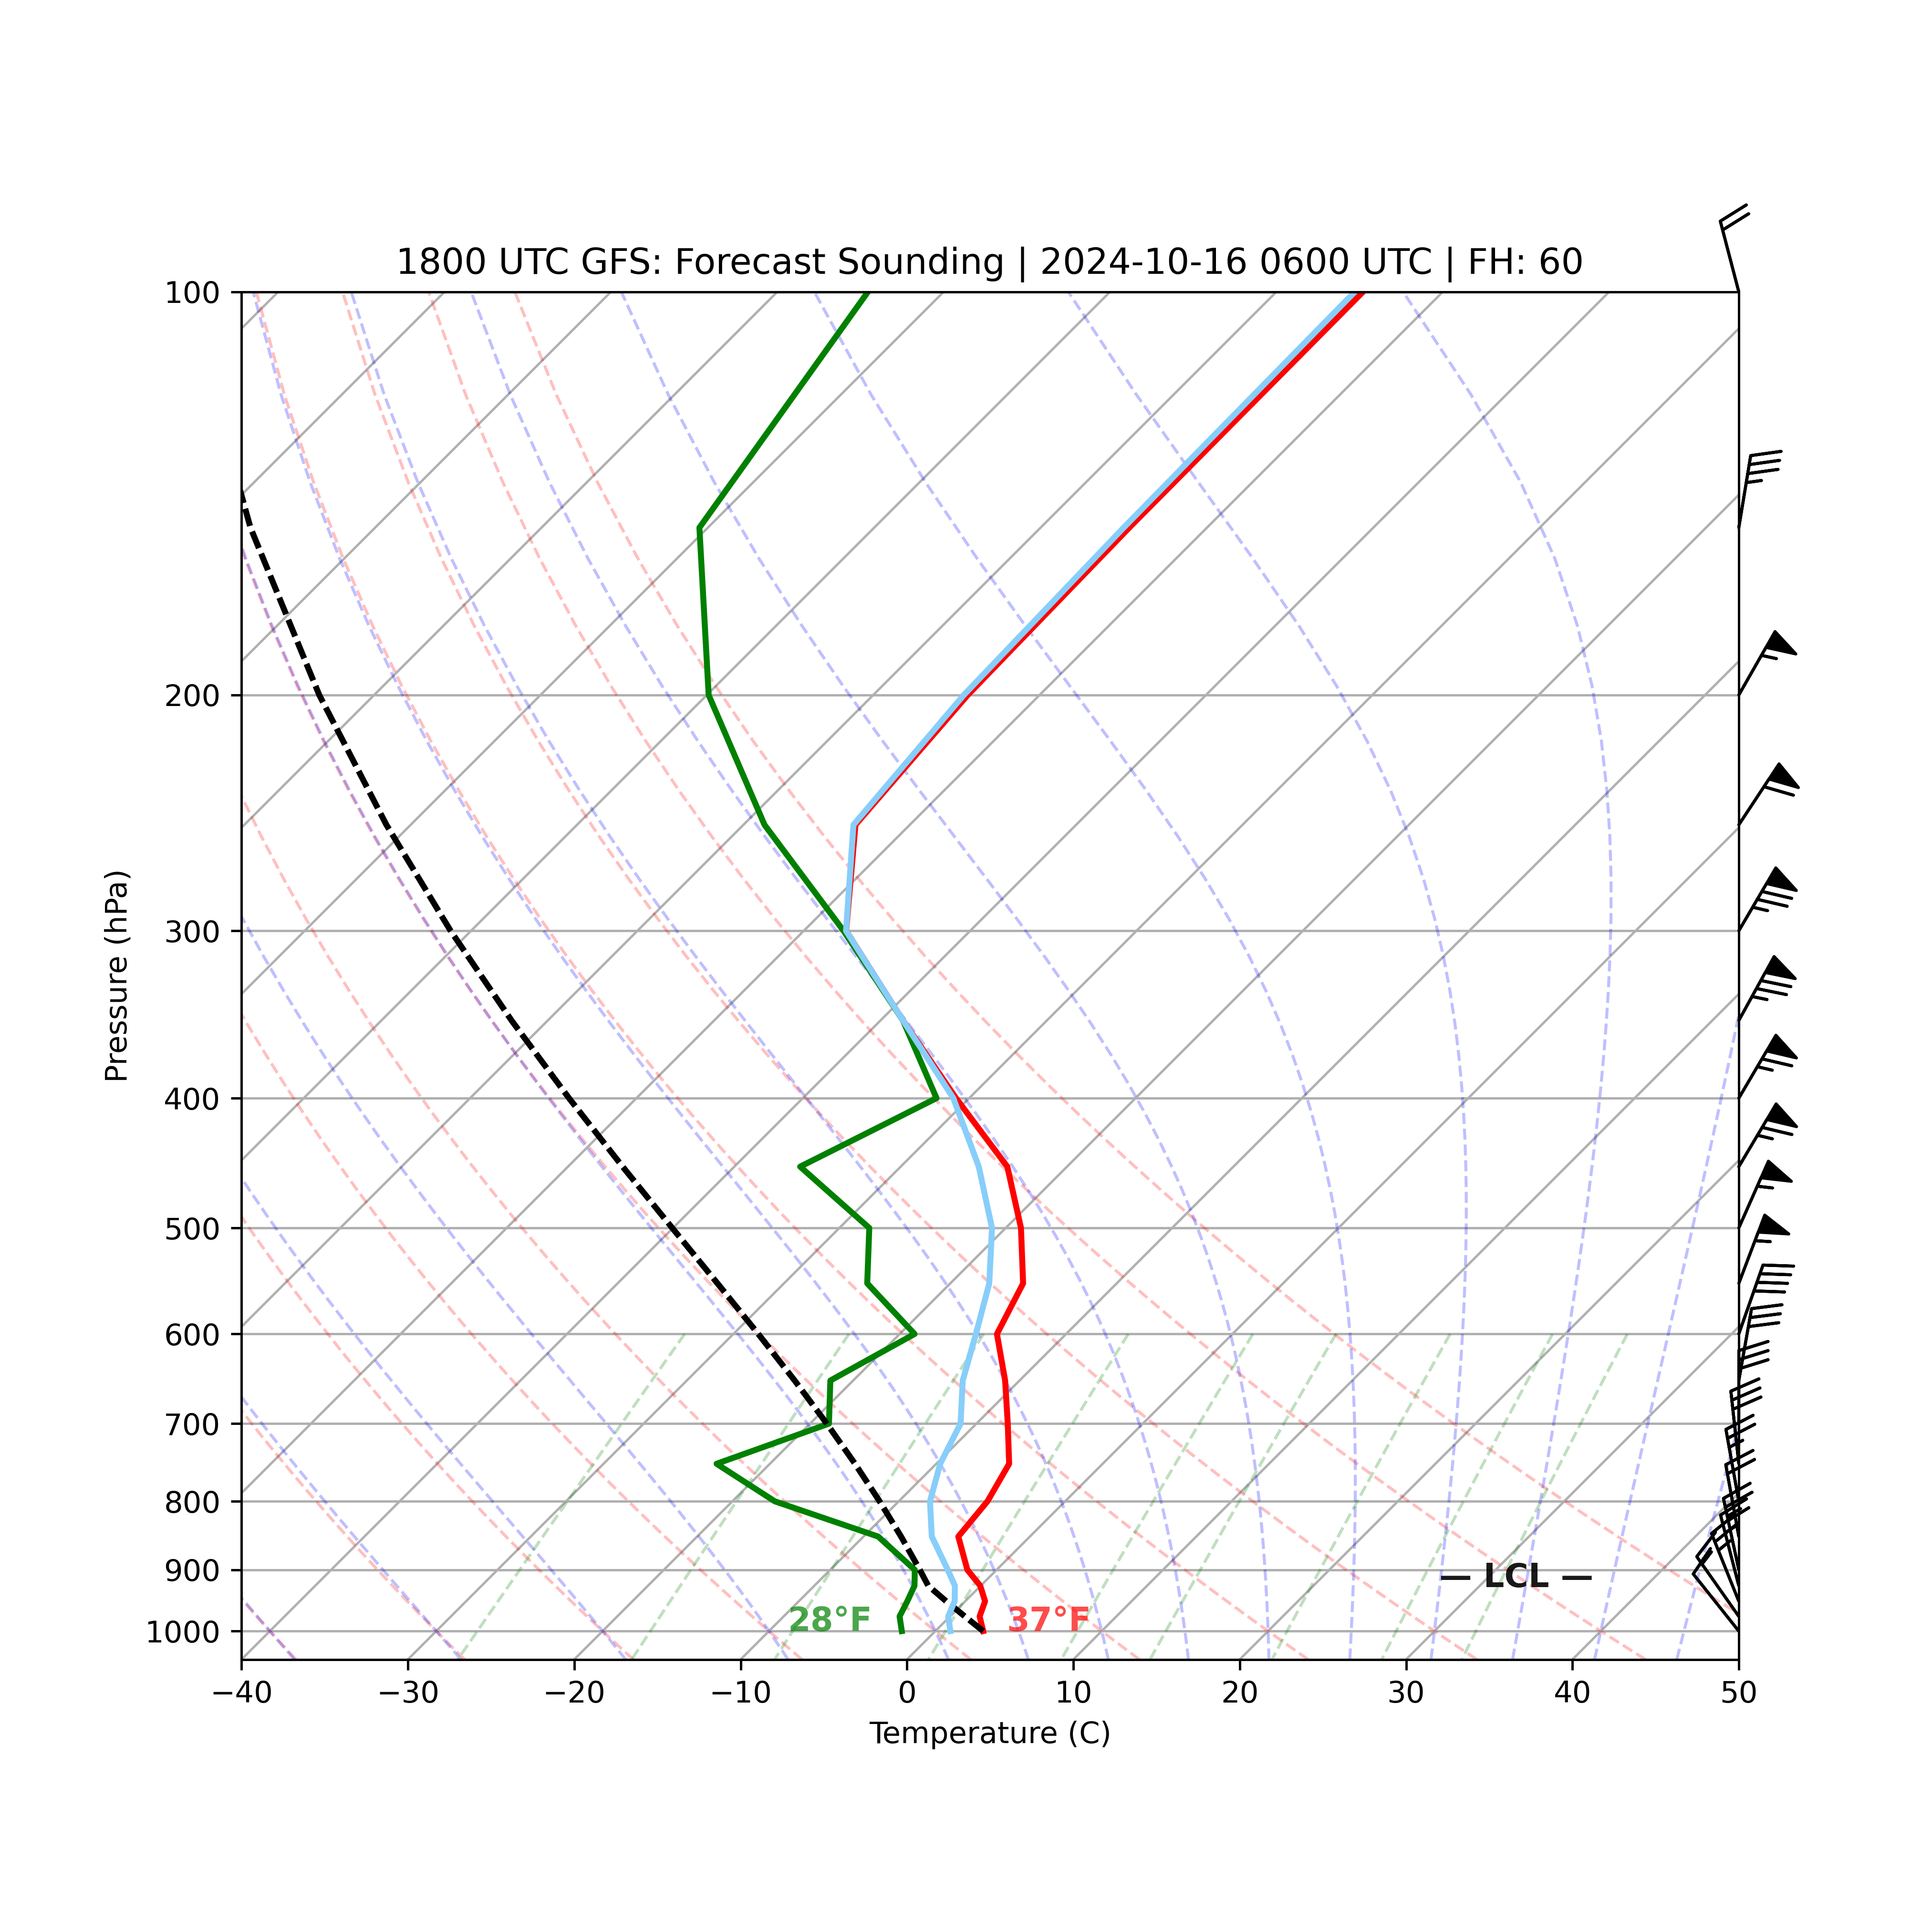 1800 UTC GFS: Forecast Sounding | 2024-10-16 0600 UTC | FH: 60
100
200
300
400
500
600
700
800
900
1000
Pressure (hPa)
— LCL —
28°F
37°F
−40 −30 −20 −10 0 10 20 30 40 50
Temperature (C)